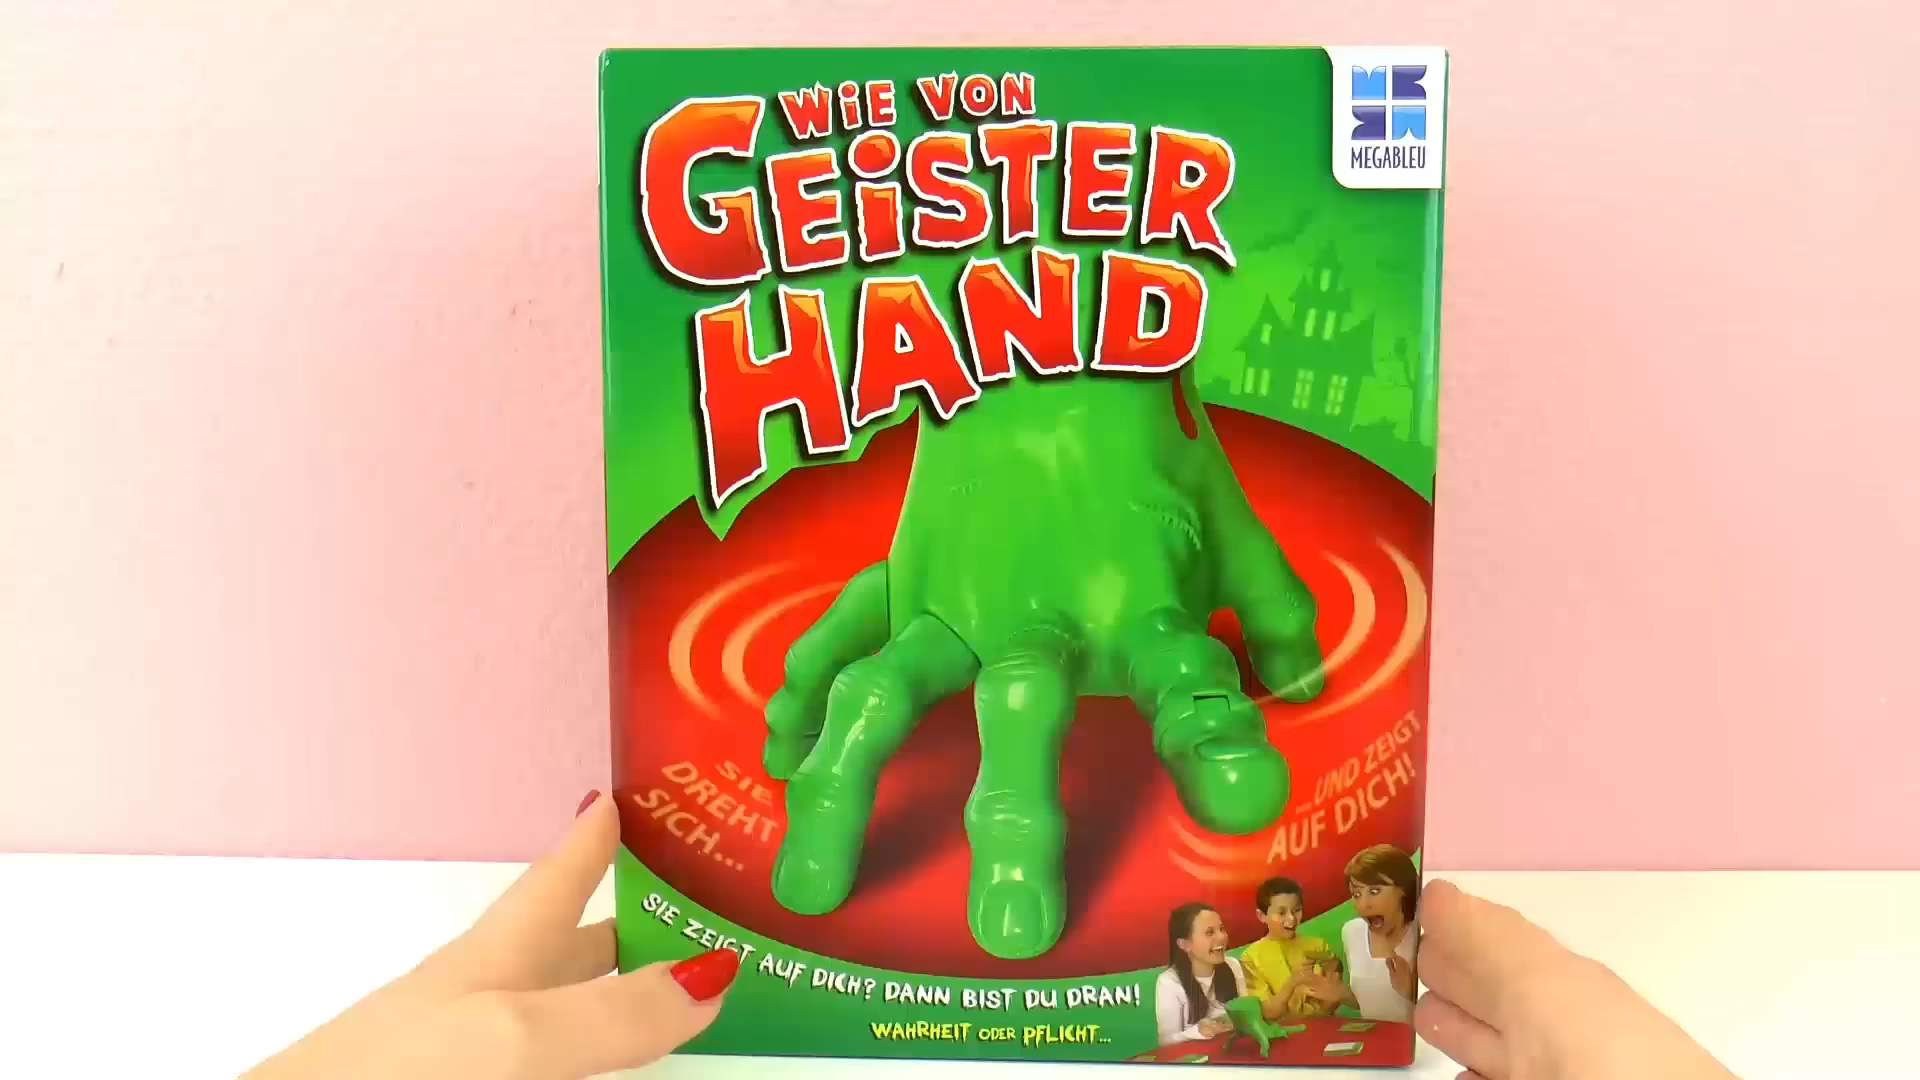 WiE VON
GEiSTER
HAND
MEGABLEU
SIE
DREHT
SICH...
...UND ZEIGT
AUF DICH!
SIE ZEIGT AUF DICH? DANN BIST DU DRAN!
WAHRHEIT ODER PFLICHT...